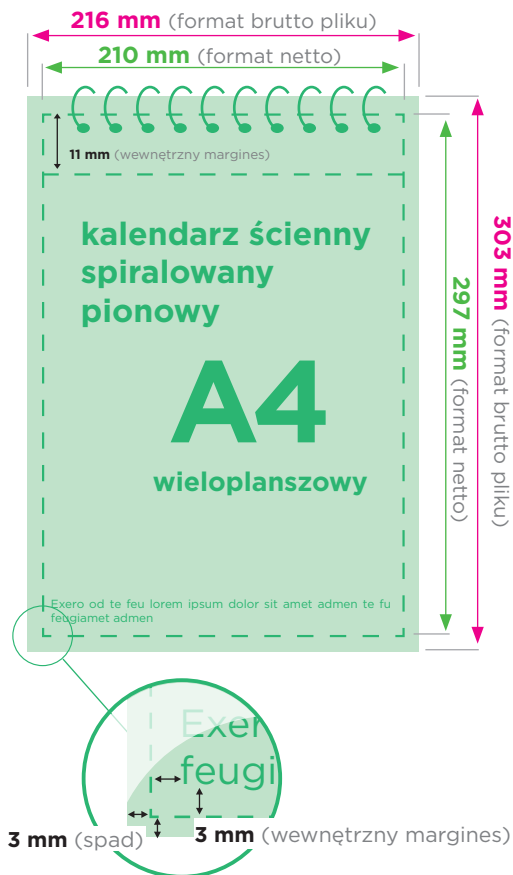 216 mm (format brutto pliku)
210 mm (format netto)
11 mm (wewnętrzny margines)
kalendarz ścienny
spiralowany
pionowy
A4
wieloplanszowy
303 mm (format brutto pliku)
297 mm (format netto)
Exero od te feu lorem ipsum dolor sit amet admen te fu
feugiamet admen
Exer
feugi
3 mm (spad)
3 mm (wewnętrzny margines)